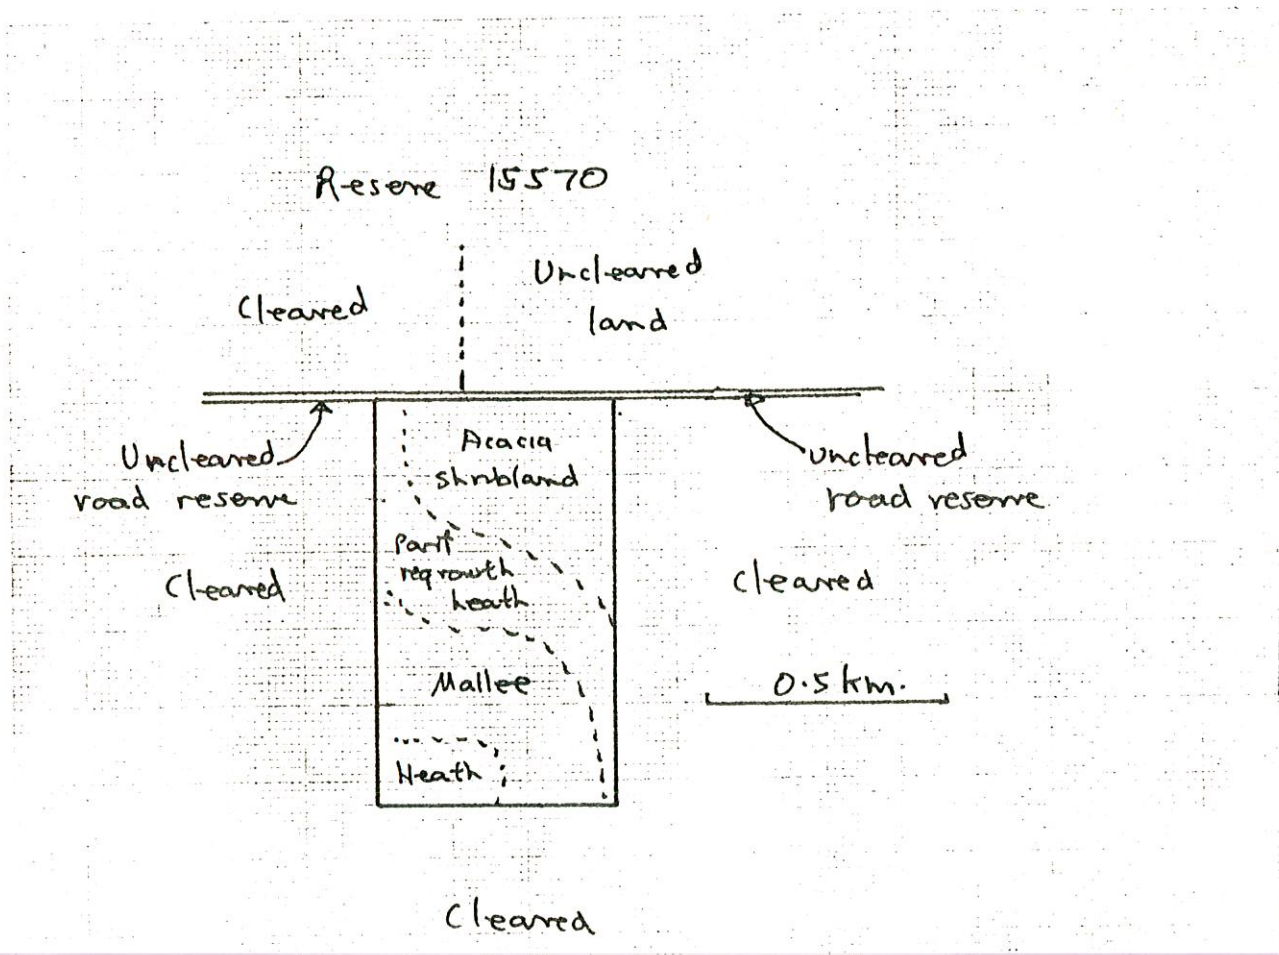 Reserve 15570
Cleared
Uncleared
land
Uncleared
road reserve
Acacia
shrubland
uncleared
road reserve
Part
regrowth
heath
Cleared
Cleared
Mallee
0.5 km.
Heath
Cleared